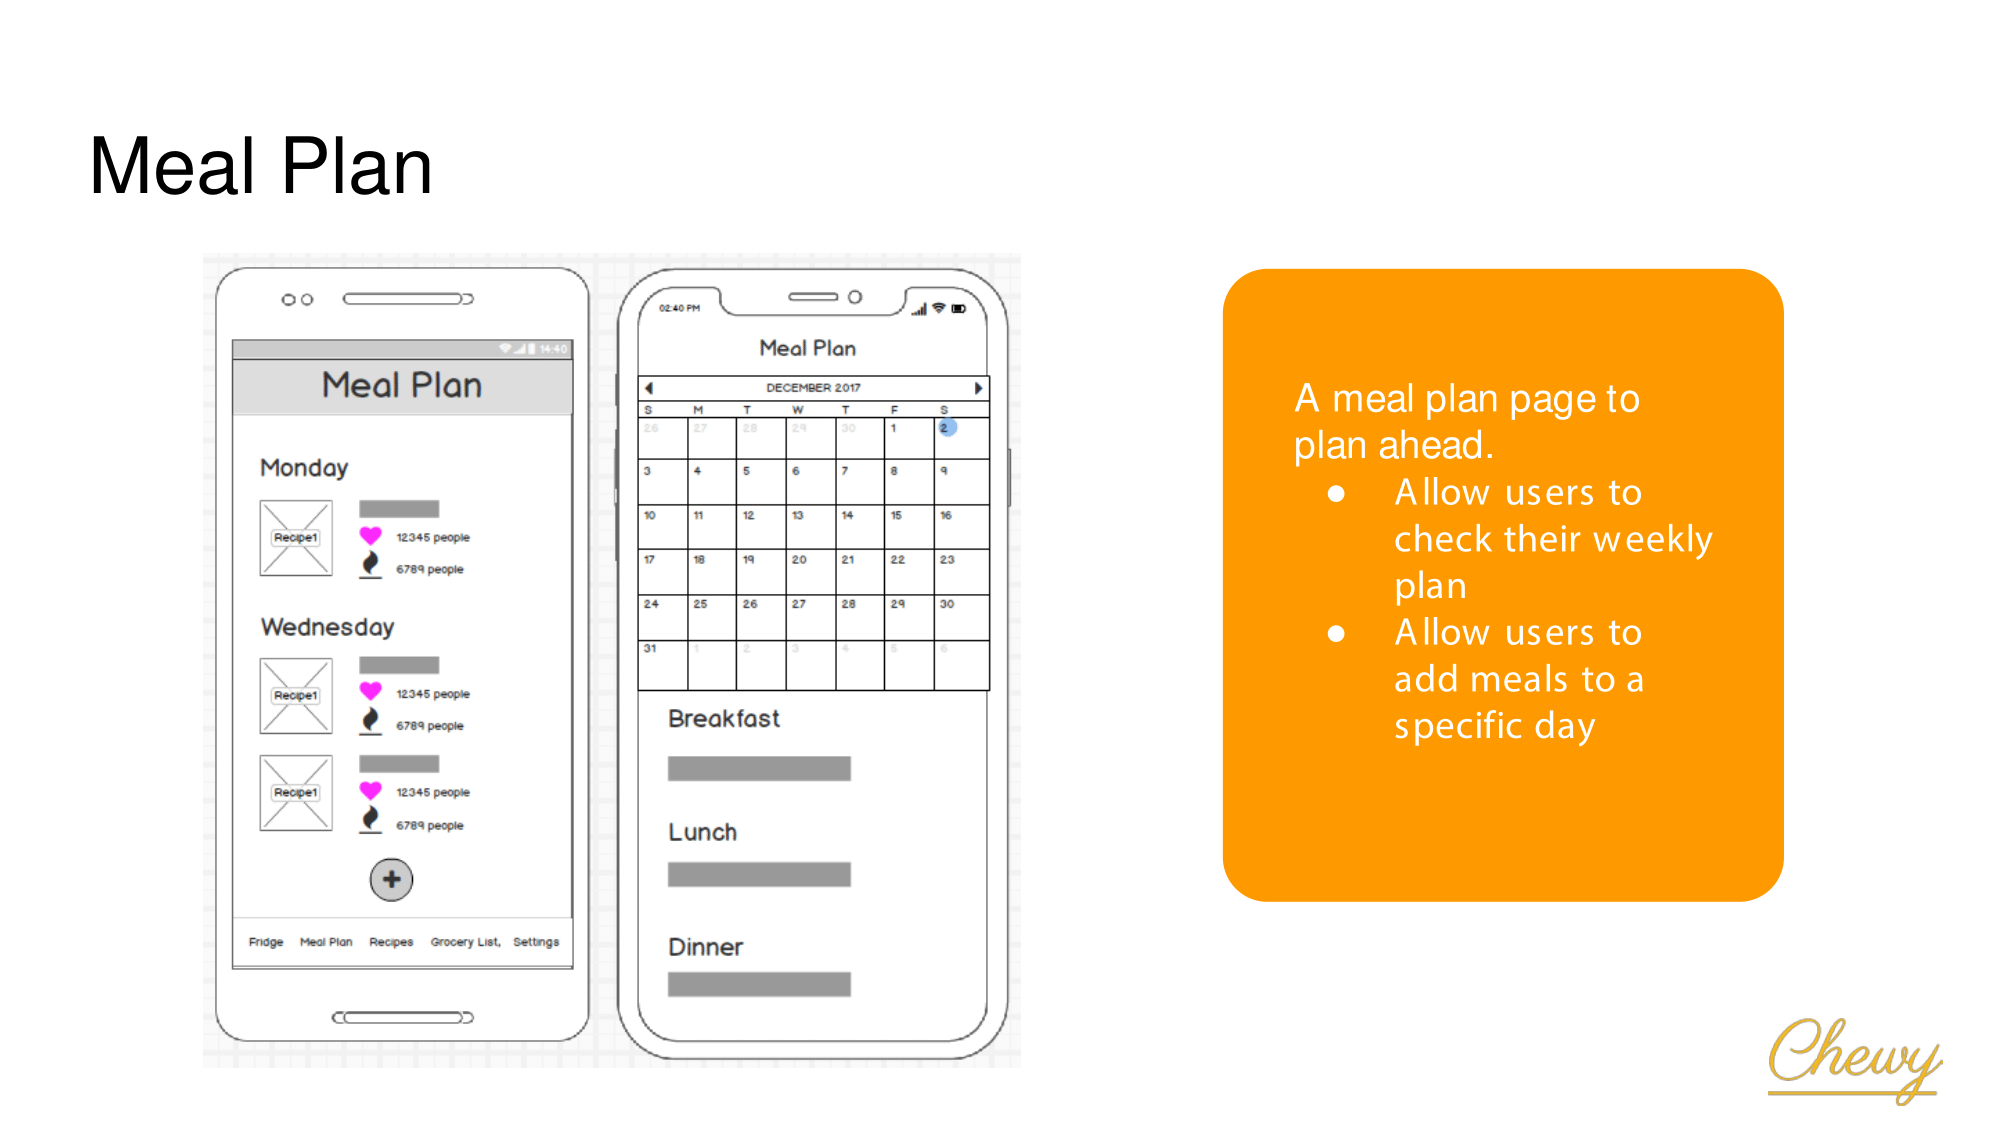 Meal Plan
14:40
Meal Plan
Monday
Recipe1
12345 people
6789 people
Wednesday
Recipe1
12345 people
6789 people
Recipe1
12345 people
6789 people
Fridge Meal Plan Recipes Grocery List, Settings
02:40 PM
Meal Plan
DECEMBER 2017
S M T W T F S
26 27 28 29 30 1 2
3 4 5 6 7 8 9
10 11 12 13 14 15 16
17 18 19 20 21 22 23
24 25 26 27 28 29 30
31 1 2 3 4 5 6
Breakfast
Lunch
Dinner
A meal plan page to
plan ahead.
● Allow users to
check their weekly
plan
● Allow users to
add meals to a
specific day
Chewy